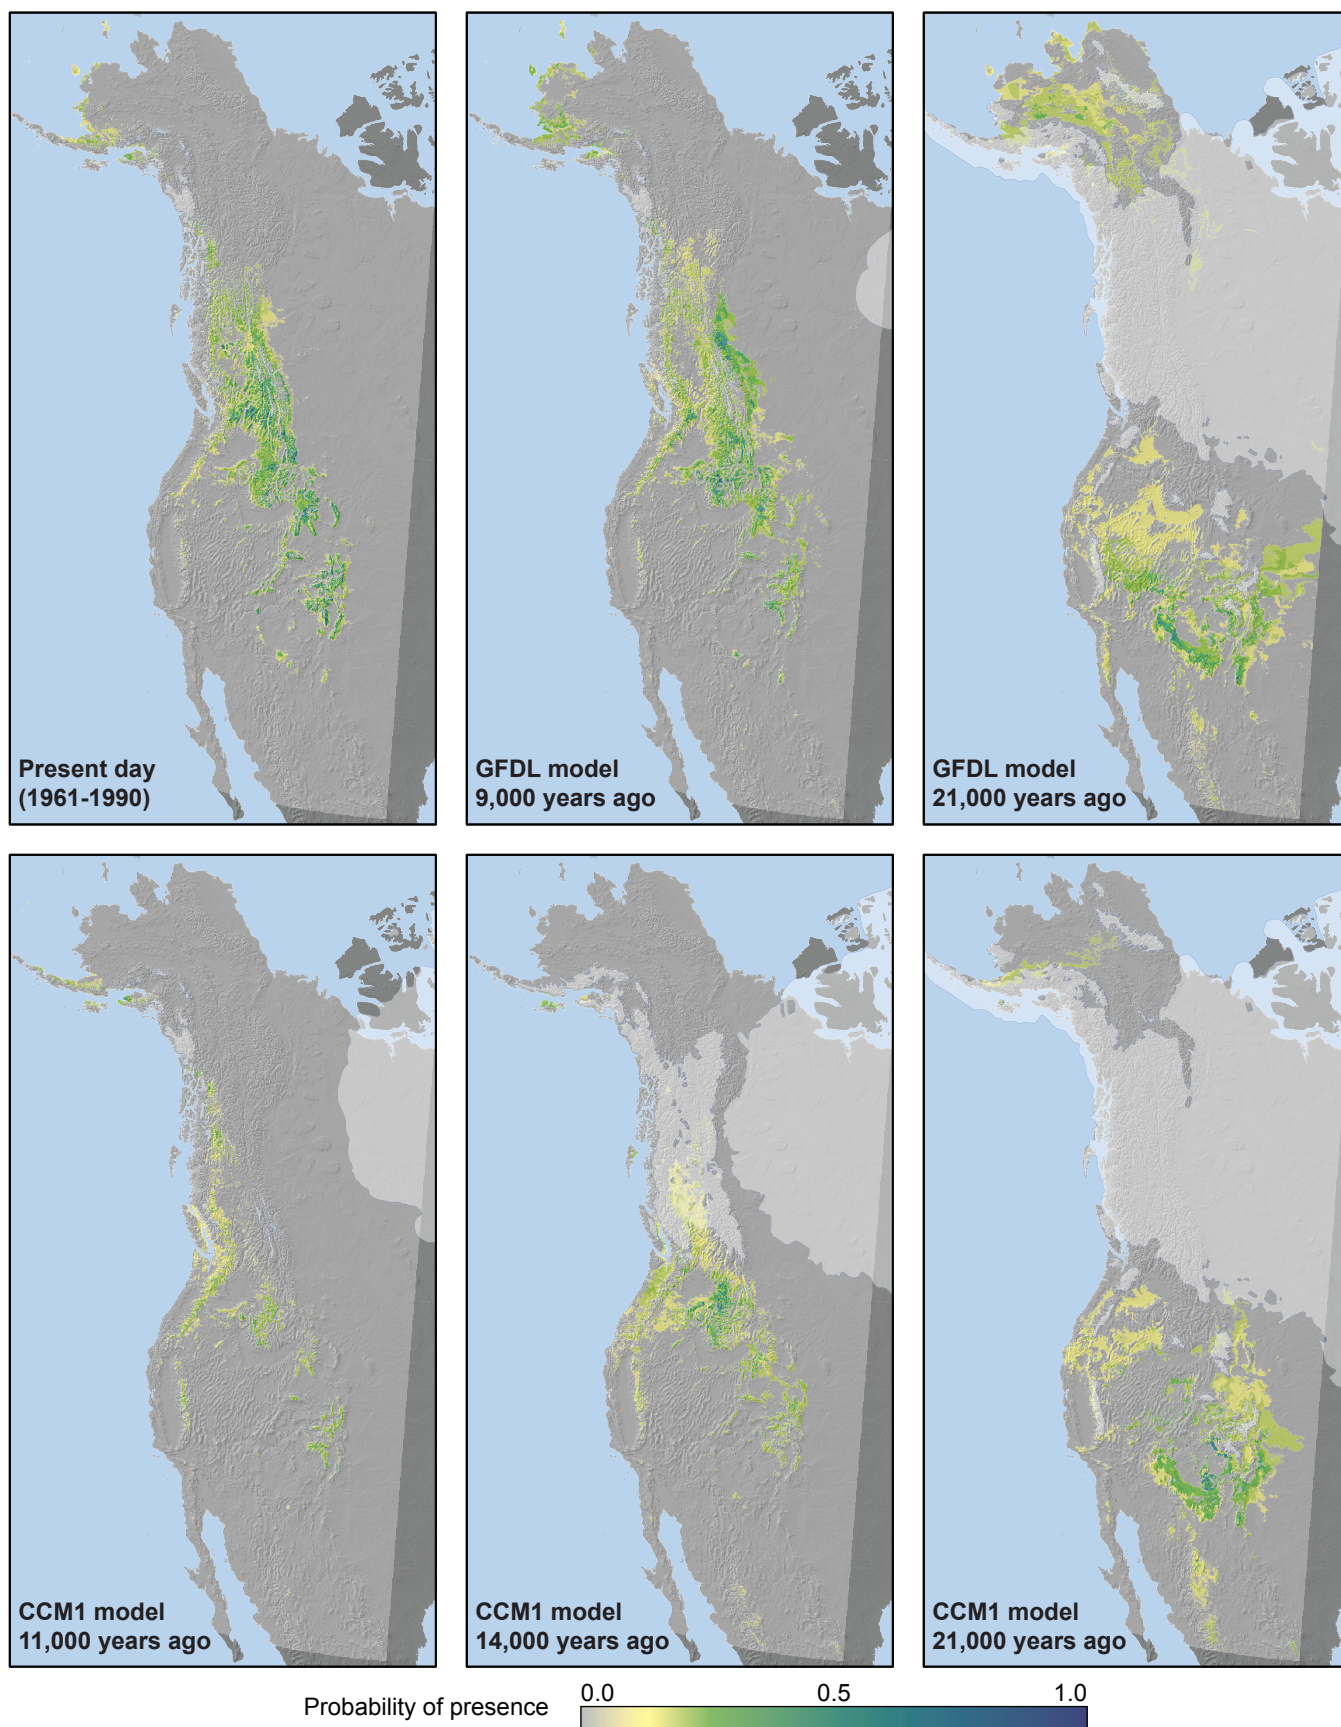 Present day
(1961-1990)
GFDL model
9,000 years ago
GFDL model
21,000 years ago
CCM1 model
11,000 years ago
CCM1 model
14,000 years ago
CCM1 model
21,000 years ago
Probability of presence
0.0 0.5 1.0